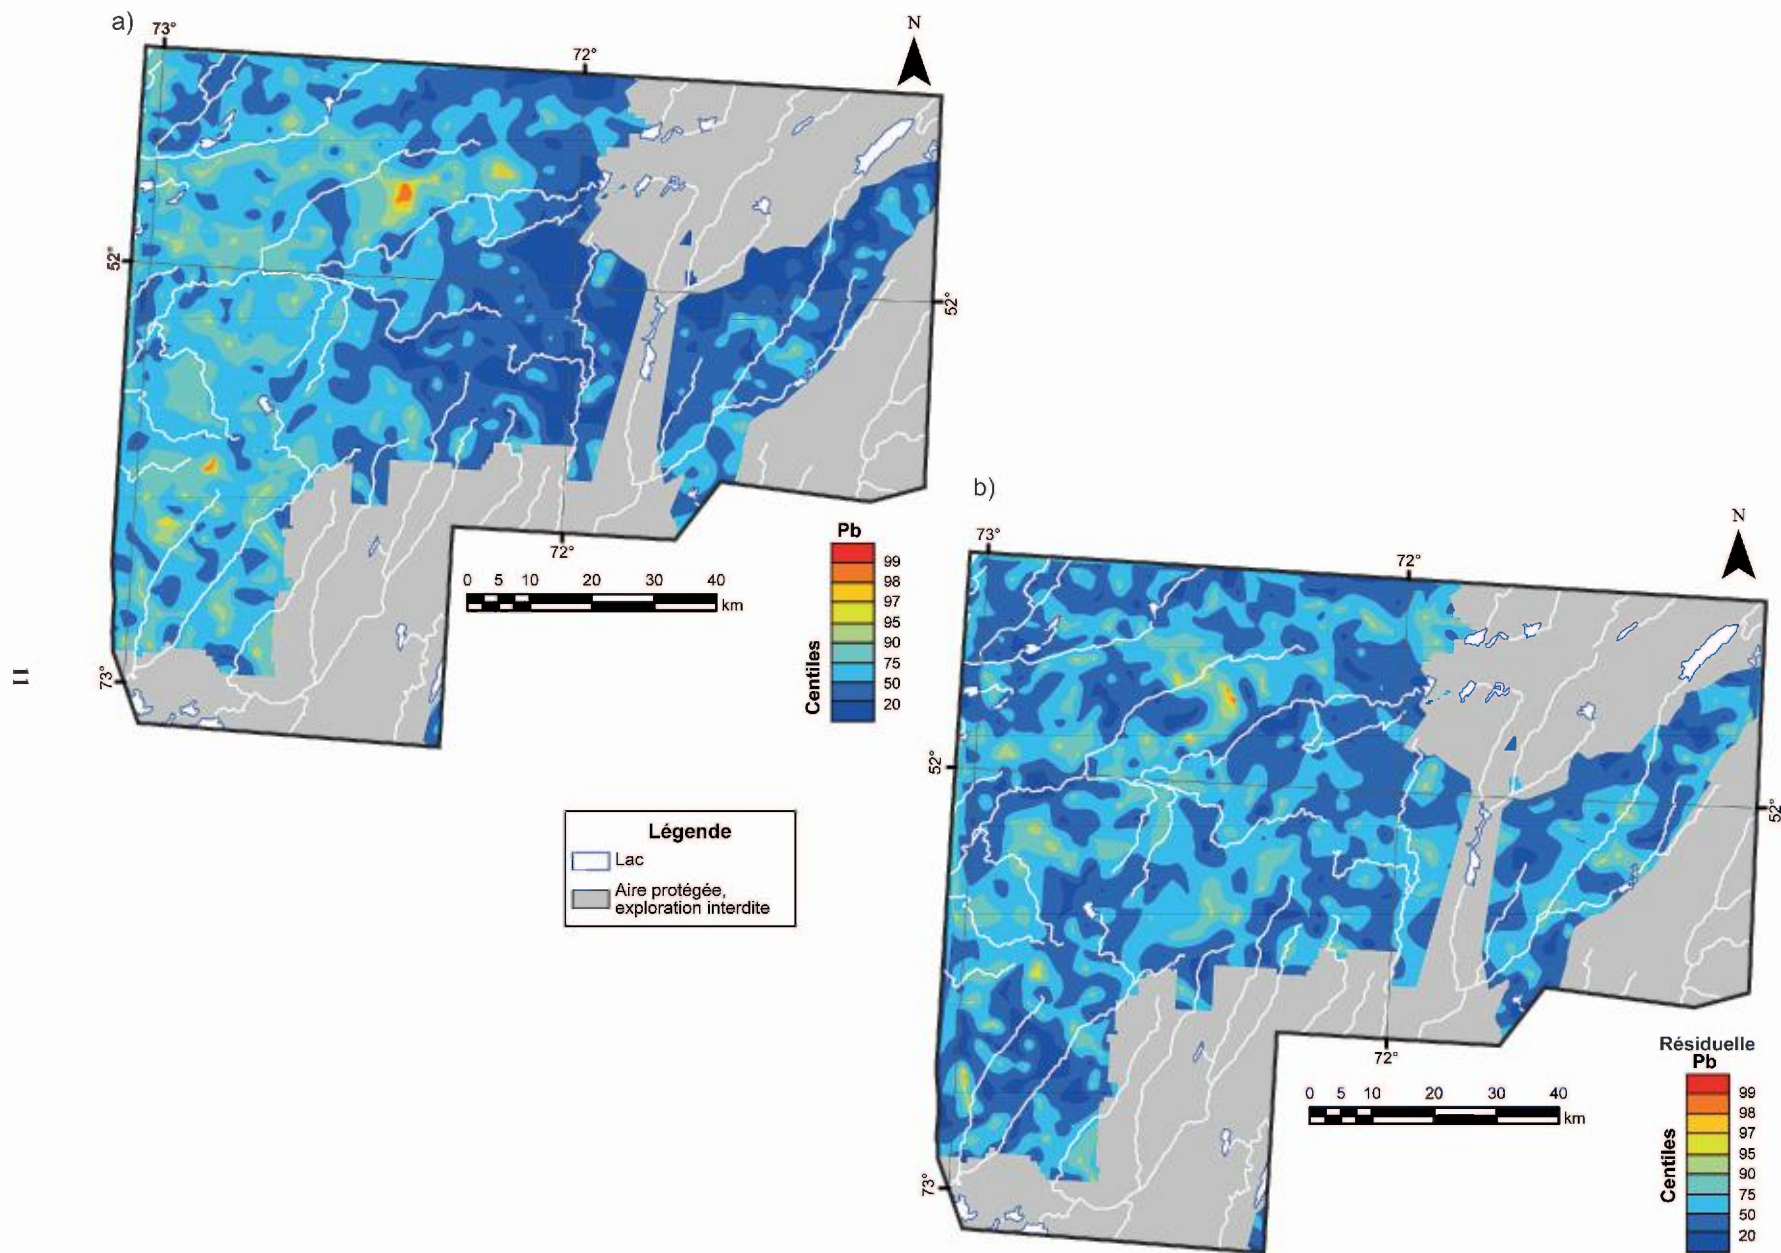 a)
73°
72°
N
52°
52°
73°
72°
0 5 10 20 30 40
km
Pb
Centiles
99
98
97
95
90
75
50
20
Légende
Lac
Aire protégée,
exploration interdite
b)
73°
72°
N
52°
52°
73°
72°
0 5 10 20 30 40
km
Résiduelle
Pb
Centiles
99
98
97
95
90
75
50
20
11